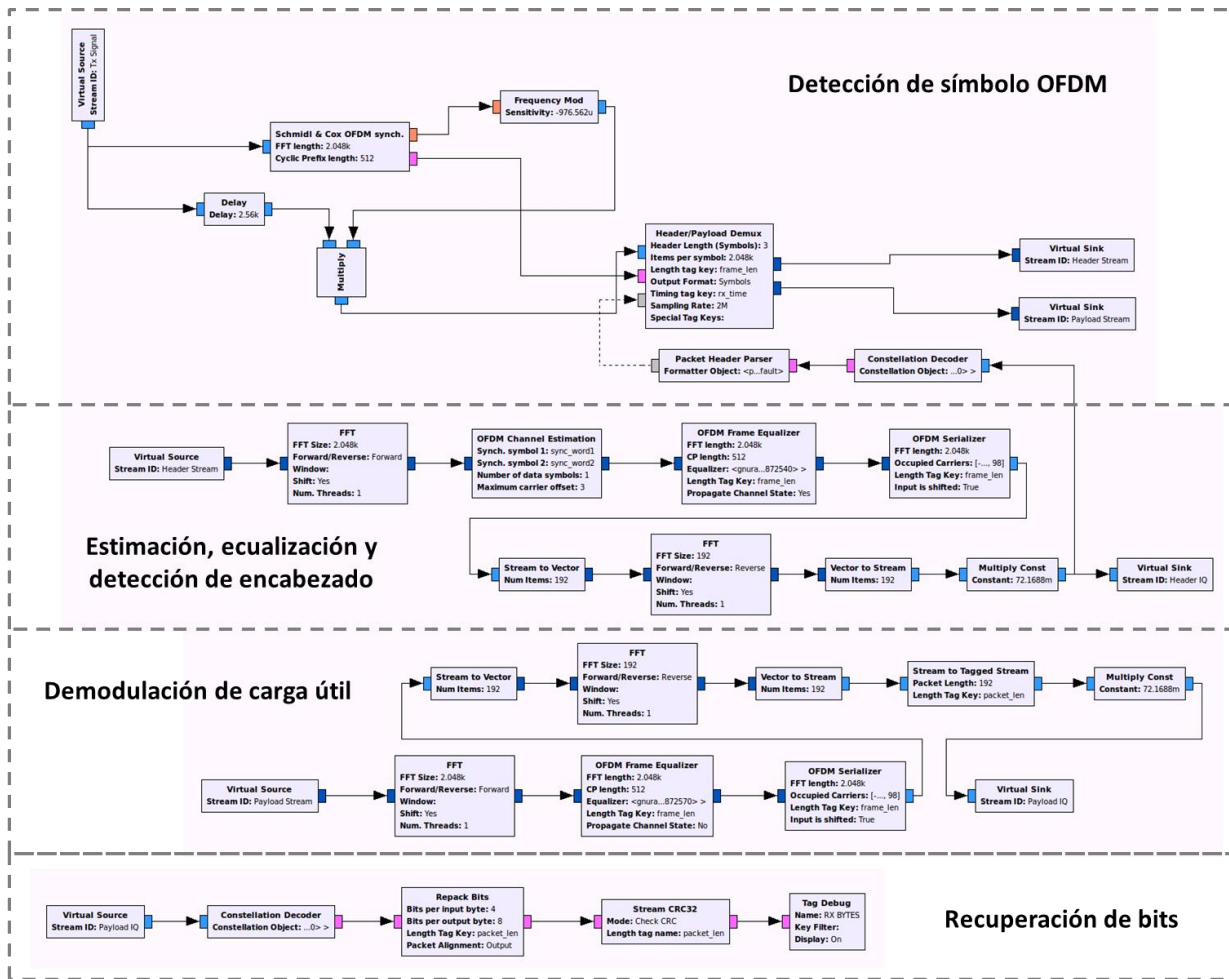 Detección de símbolo OFDM
Virtual Source
Stream ID: Tx Signal
Schmidl & Cox OFDM synch.
FFT length: 2.048k
Cyclic Prefix length: 512
Frequency Mod
Sensitivity: -976.562u
Delay
Delay: 2.56k
Multiply
Header/Payload Demux
Header Length (Symbols): 3
Items per symbol: 2.048k
Length tag key: frame_len
Output Format: Symbols
Timing tag key: rx_time
Sampling Rate: 2M
Special Tag Keys:
Virtual Sink
Stream ID: Header Stream
Virtual Sink
Stream ID: Payload Stream
Packet Header Parser
Formatter Object: <p...fault>
Constellation Decoder
Constellation Object: ...0> >
Virtual Source
Stream ID: Header Stream
FFT
FFT Size: 2.048k
Forward/Reverse: Forward
Window:
Shift: Yes
Num. Threads: 1
OFDM Channel Estimation
Synch. symbol 1: sync_word1
Synch. symbol 2: sync_word2
Number of data symbols: 1
Maximum carrier offset: 3
OFDM Frame Equalizer
FFT length: 2.048k
CP length: 512
Equalizer: <gnura...872540> >
Length Tag Key: frame_len
Propagate Channel State: Yes
OFDM Serializer
FFT length: 2.048k
Occupied Carriers: [-..., 98]
Length Tag Key: frame_len
Input is shifted: True
Estimación, ecualización y
detección de encabezado
Stream to Vector
Num Items: 192
FFT
FFT Size: 192
Forward/Reverse: Reverse
Window:
Shift: Yes
Num. Threads: 1
Vector to Stream
Num Items: 192
Multiply Const
Constant: 72.1688m
Virtual Sink
Stream ID: Header IQ
Demodulación de carga útil
Stream to Vector
Num Items: 192
FFT
FFT Size: 192
Forward/Reverse: Reverse
Window:
Shift: Yes
Num. Threads: 1
Vector to Stream
Num Items: 192
Stream to Tagged Stream
Packet Length: 192
Length Tag Key: packet_len
Multiply Const
Constant: 72.1688m
Virtual Source
Stream ID: Payload Stream
FFT
FFT Size: 2.048k
Forward/Reverse: Forward
Window:
Shift: Yes
Num. Threads: 1
OFDM Frame Equalizer
FFT length: 2.048k
CP length: 512
Equalizer: <gnura...872570> >
Length Tag Key: frame_len
Propagate Channel State: No
OFDM Serializer
FFT length: 2.048k
Occupied Carriers: [-..., 98]
Length Tag Key: frame_len
Input is shifted: True
Virtual Sink
Stream ID: Payload IQ
Virtual Source
Stream ID: Payload IQ
Constellation Decoder
Constellation Object: ...0> >
Repack Bits
Bits per input byte: 4
Bits per output byte: 8
Length Tag Key: packet_len
Packet Alignment: Output
Stream CRC32
Mode: Check CRC
Length tag name: packet_len
Tag Debug
Name: RX BYTES
Key Filter:
Display: On
Recuperación de bits